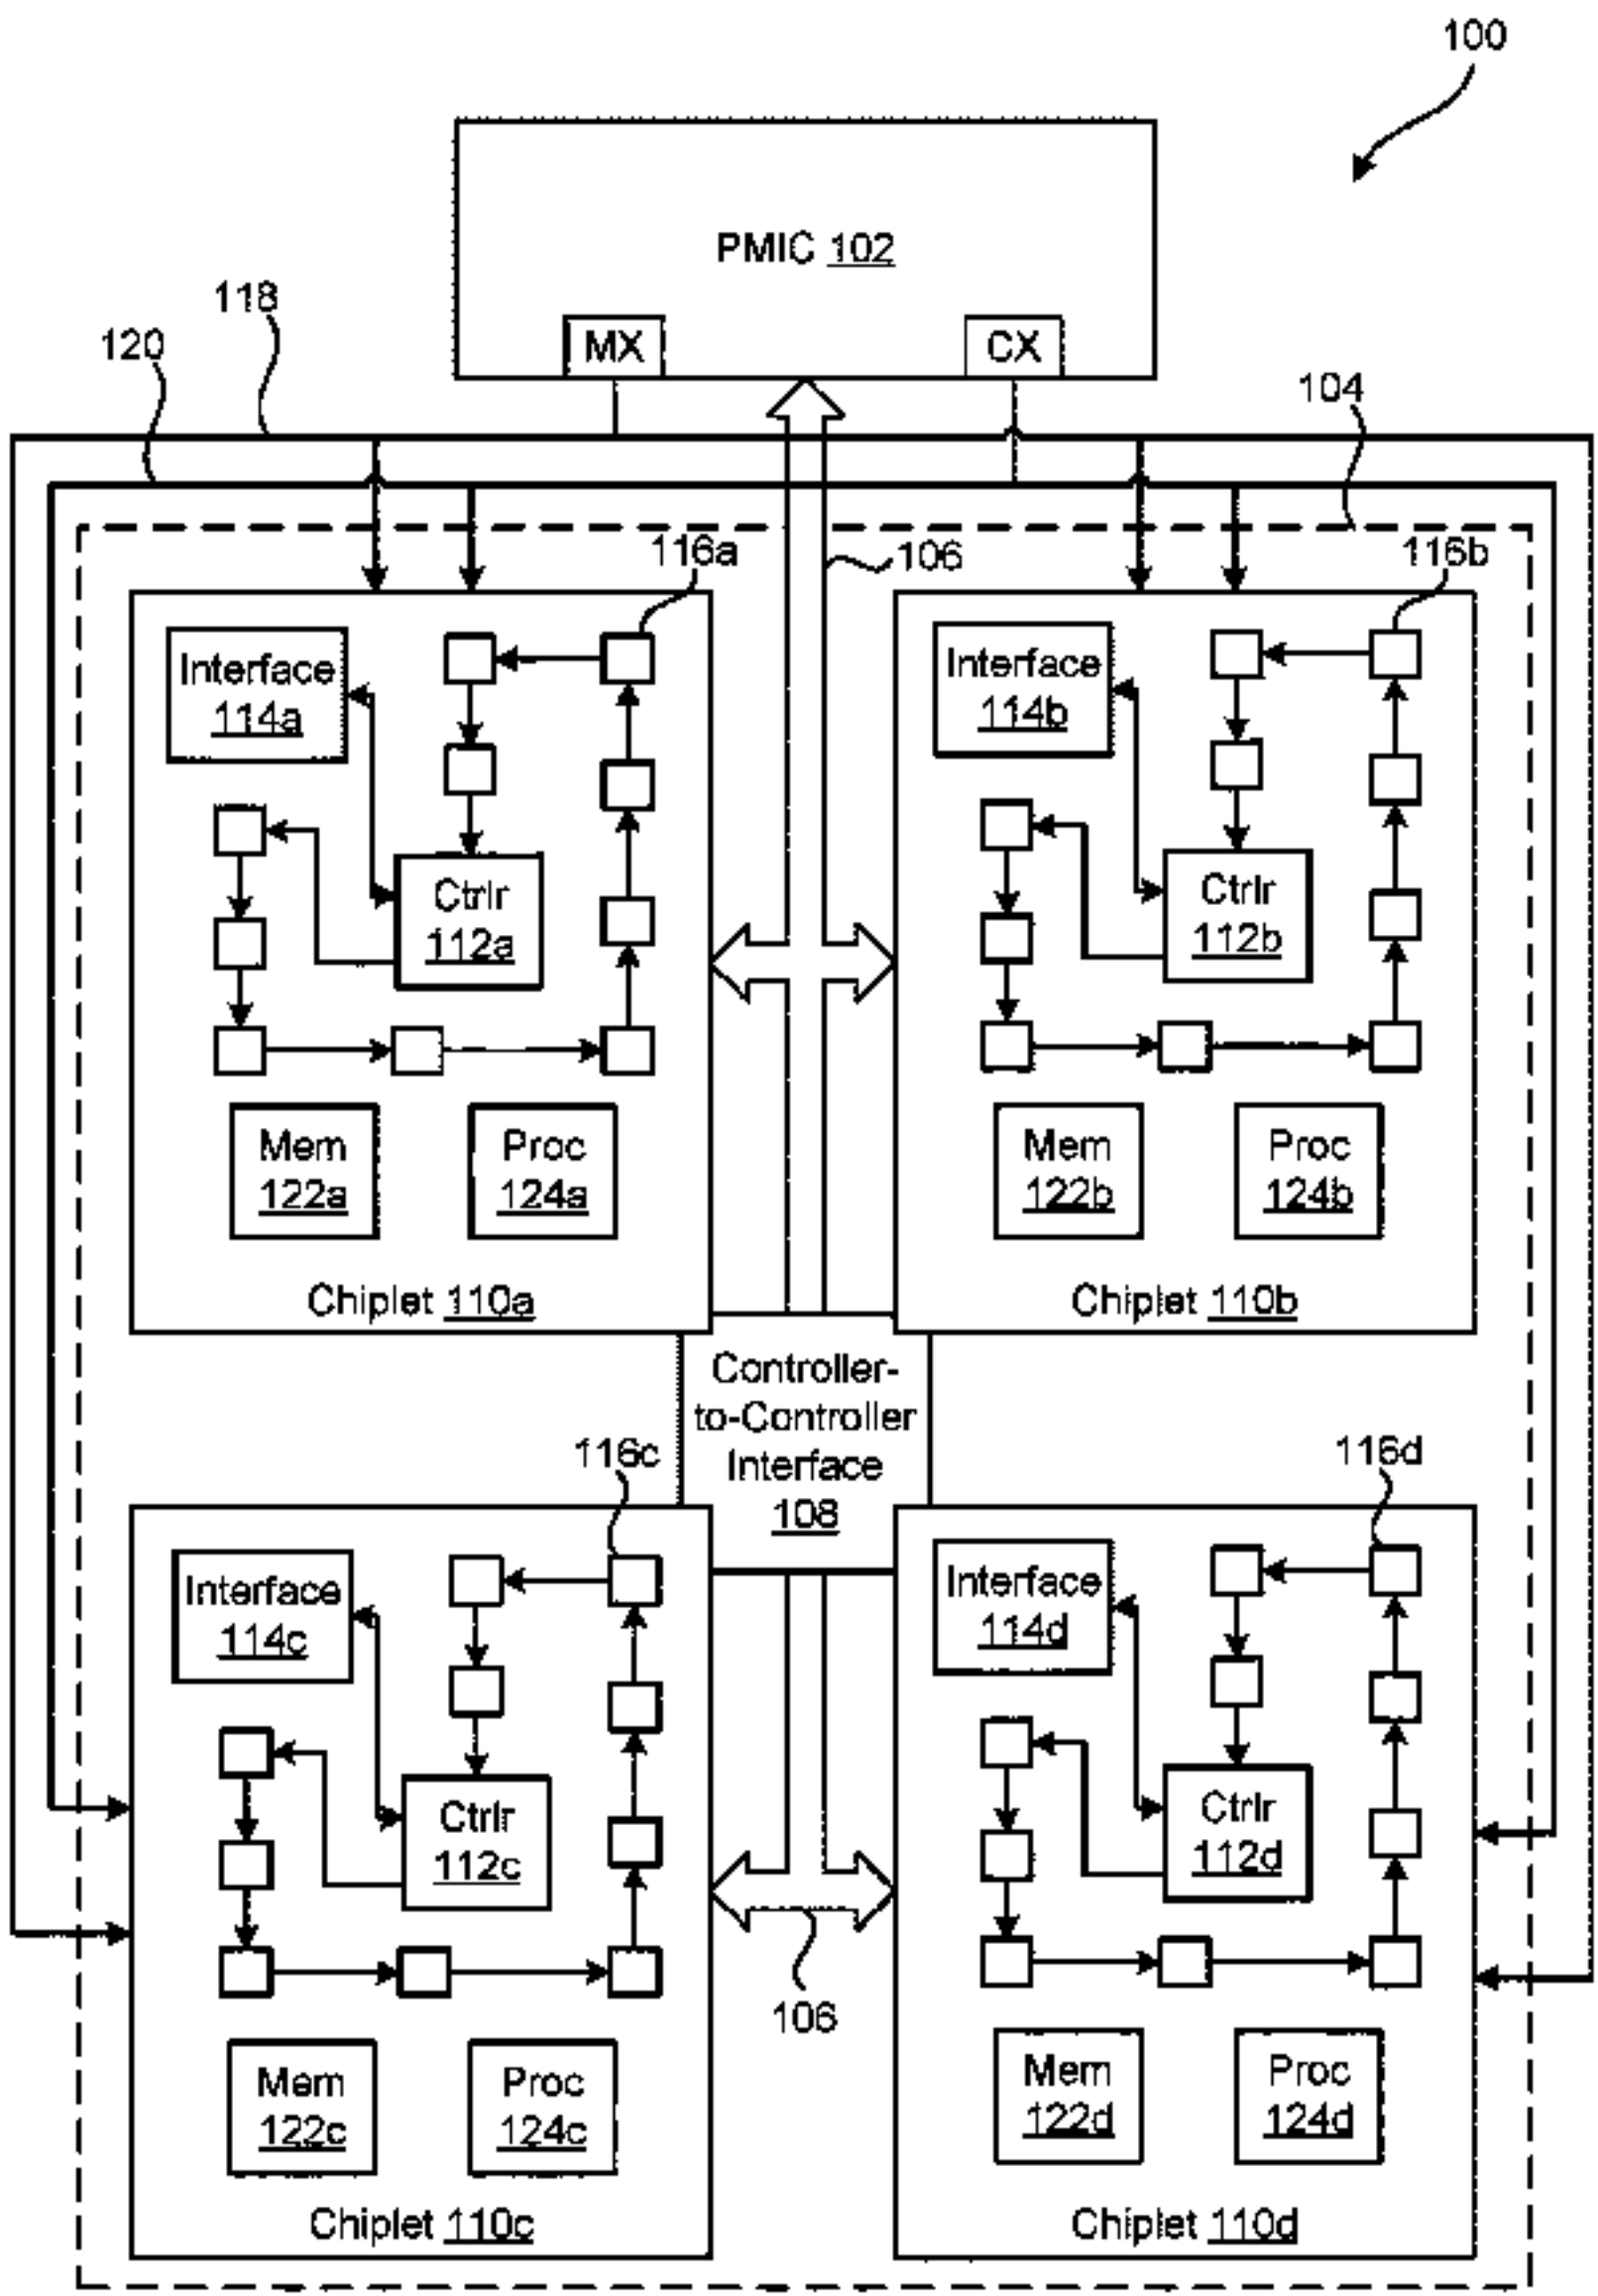 100
PMIC 102
118
MX
CX
120
104
116a
106
116b
Interface
114a
Interface
114b
Ctrlr
112a
Ctrlr
112b
Mem
122a
Proc
124a
Mem
122b
Proc
124b
Chiplet 110a
Chiplet 110b
Controller-
to-Controller
Interface
108
116c
116d
Interface
114c
Interface
114d
Ctrlr
112c
Ctrlr
112d
106
Mem
122c
Proc
124c
Mem
122d
Proc
124d
Chiplet 110c
Chiplet 110d